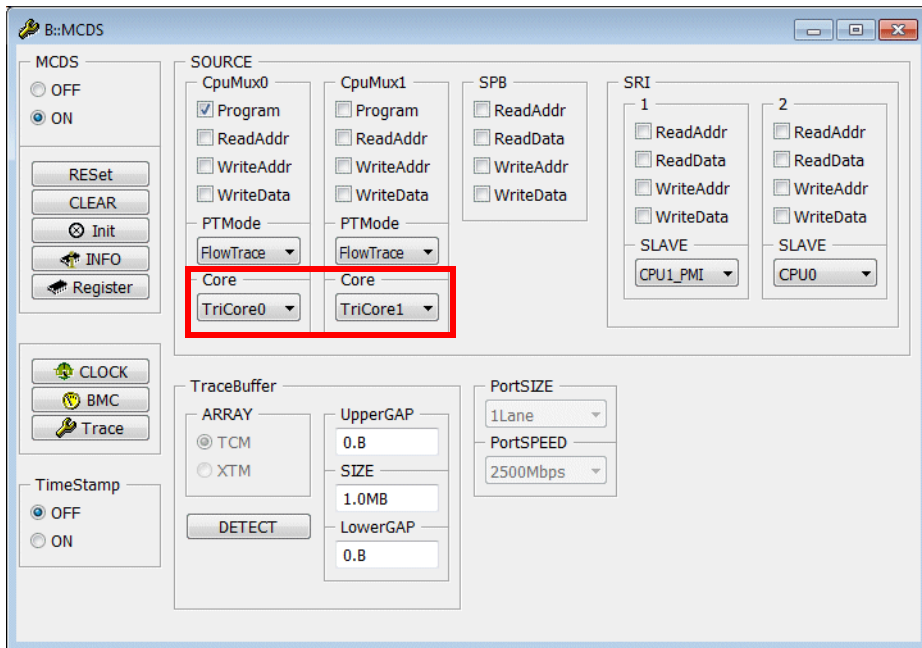 B::MCDS
MCDS
OFF
ON
RESet
CLEAR
Init
INFO
Register
CLOCK
BMC
Trace
TimeStamp
OFF
ON
SOURCE
CpuMux0
Program
ReadAddr
WriteAddr
WriteData
PTMode
FlowTrace
Core
TriCore0
CpuMux1
Program
ReadAddr
WriteAddr
WriteData
PTMode
FlowTrace
Core
TriCore1
SPB
ReadAddr
ReadData
WriteAddr
WriteData
SRI
1
ReadAddr
ReadData
WriteAddr
WriteData
SLAVE
CPU1_PMI
2
ReadAddr
ReadData
WriteAddr
WriteData
SLAVE
CPU0
TraceBuffer
ARRAY
TCM
XTM
DETECT
UpperGAP
0.B
SIZE
1.0MB
LowerGAP
0.B
PortSIZE
1Lane
PortSPEED
2500Mbps